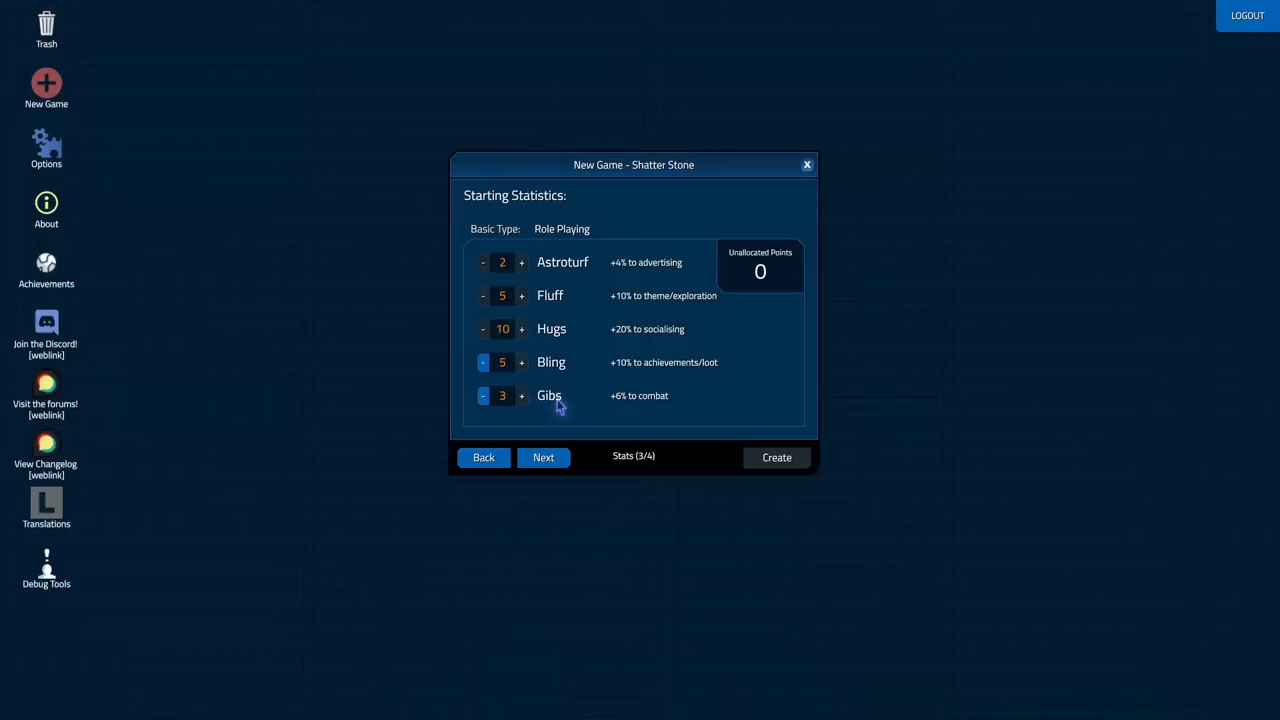 LOGOUT
Trash
New Game
Options
About
Achievements
Join the Discord!
[weblink]
Visit the forums!
[weblink]
View Changelog
[weblink]
L
Translations
Debug Tools
New Game - Shatter Stone
X
Starting Statistics:
Basic Type: Role Playing
Unallocated Points
0
- 2 + Astroturf +4% to advertising
- 5 + Fluff +10% to theme/exploration
- 10 + Hugs +20% to socialising
- 5 + Bling +10% to achievements/loot
- 3 + Gibs +6% to combat
Back Next Stats (3/4) Create